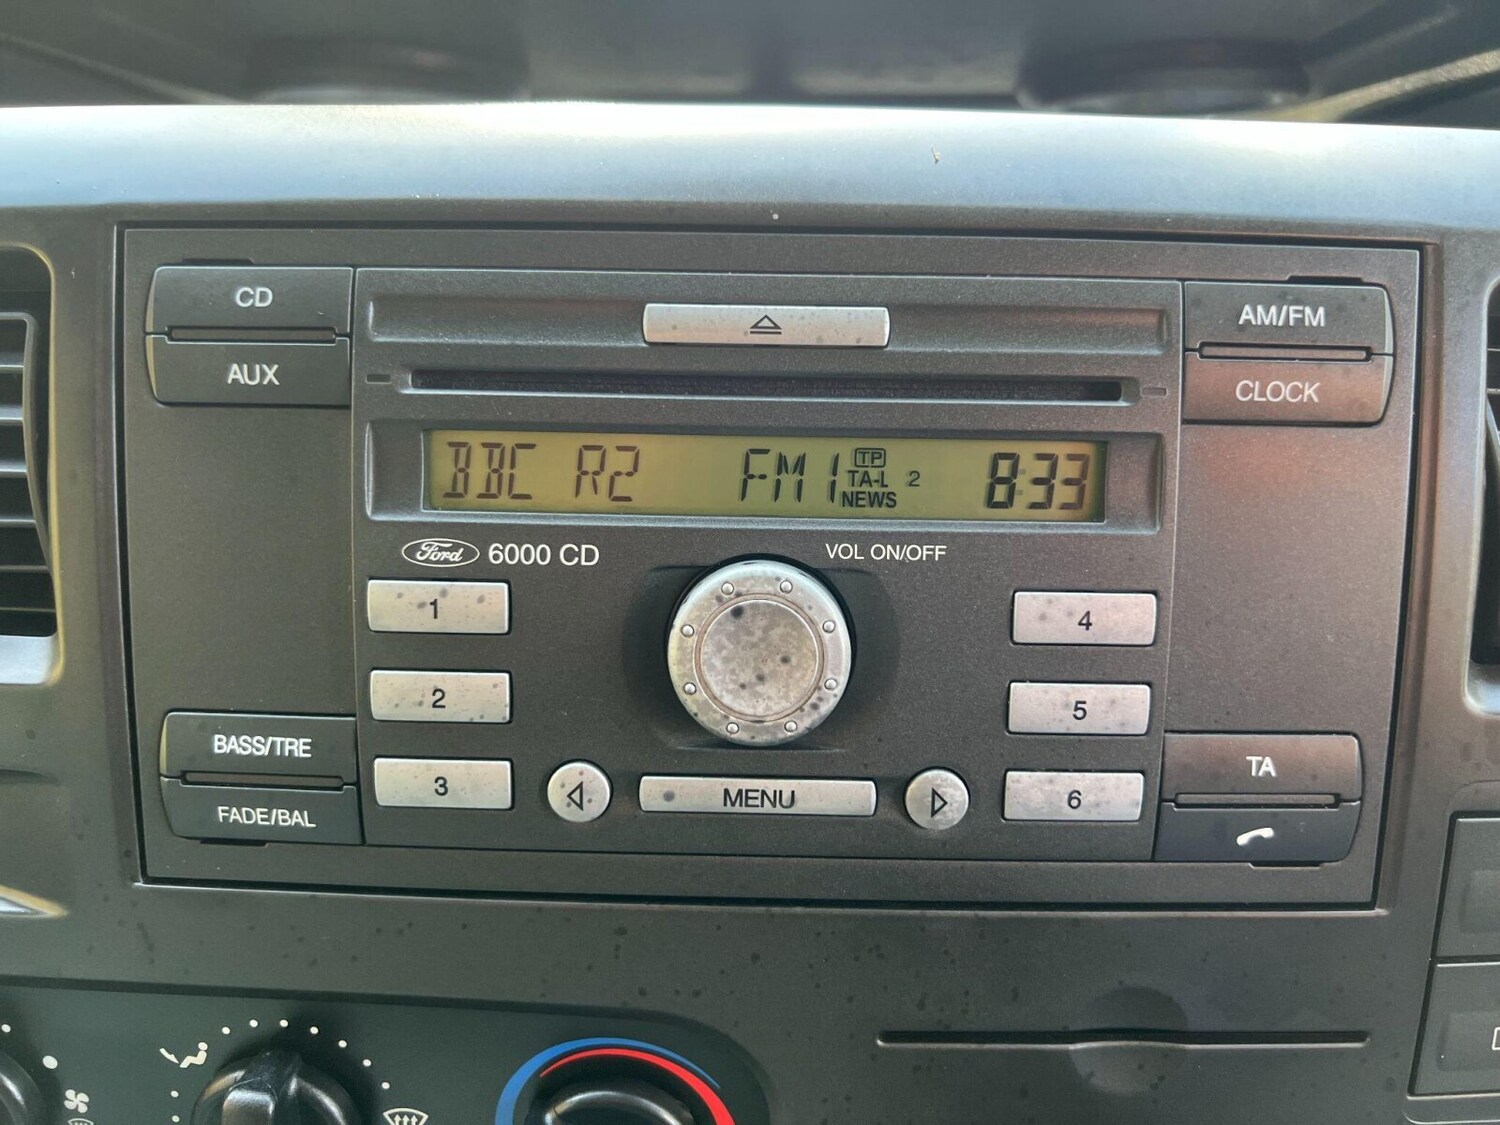 CD
AUX
AM/FM
CLOCK
BBC R2 FM1 TP TA-L NEWS 2 8:33
Ford 6000 CD
VOL ON/OFF
1
2
3
4
5
6
BASS/TRE
FADE/BAL
MENU
TA